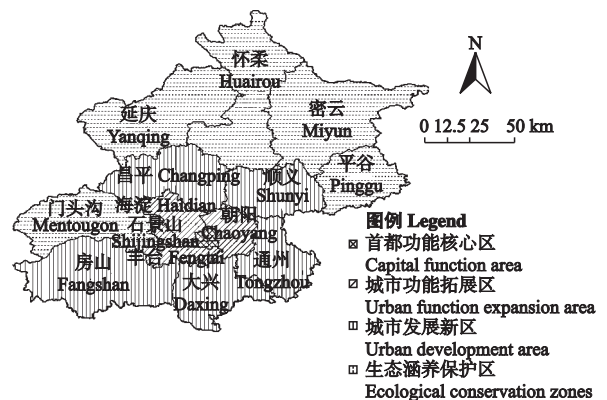 怀柔
Huairou
密云
Miyun
延庆
Yanqing
N
0 12.5 25 50 km
平谷
Pinggu
昌平 Changping
顺义
Shunyi
海淀 Haidian
门头沟
Mentougon
石景山
Shijingshan
朝阳
Chaoyang
丰台 Fengtai
房山
Fangshan
大兴
Daxing
通州
Tongzhou
图例 Legend
首都功能核心区
Capital function area
城市功能拓展区
Urban function expansion area
城市发展新区
Urban development area
生态涵养保护区
Ecological conservation zones